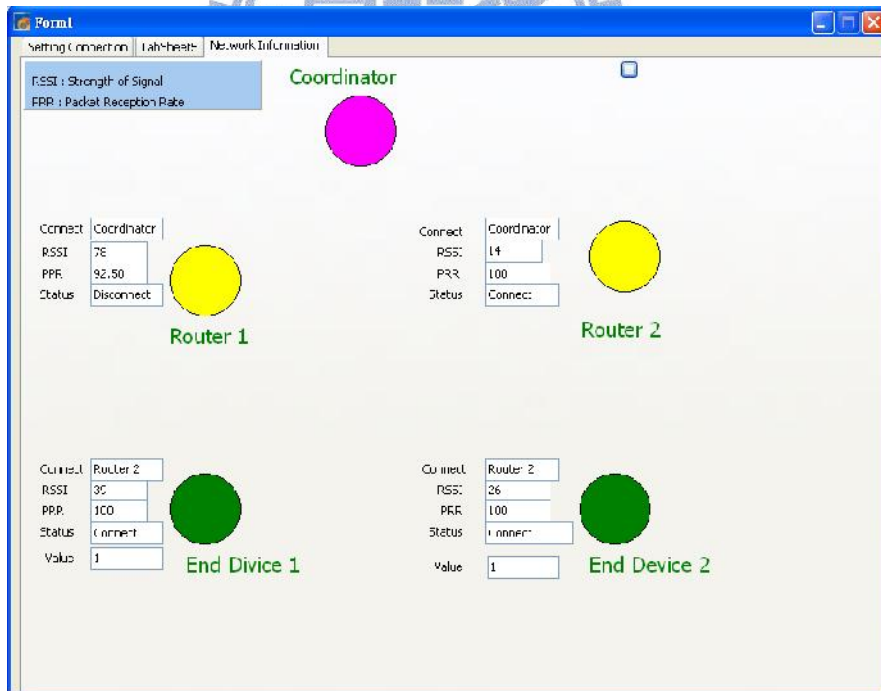 Form1
Setting Connection LabSheets Network Information
RSSI : Strength of Signal
PRR : Packet Reception Rate
Coordinator
Connect Coordinator
RSSI 78
PPR 92.50
Status Disconnect
Router 1
Connect Coordinator
RSSI 14
PRR 100
Status Connect
Router 2
Connect Router 2
RSSI 35
PRR 100
Status Connect
Value 1
End Divice 1
Connect Router 2
RSSI 26
PRR 100
Status Connect
Value 1
End Device 2